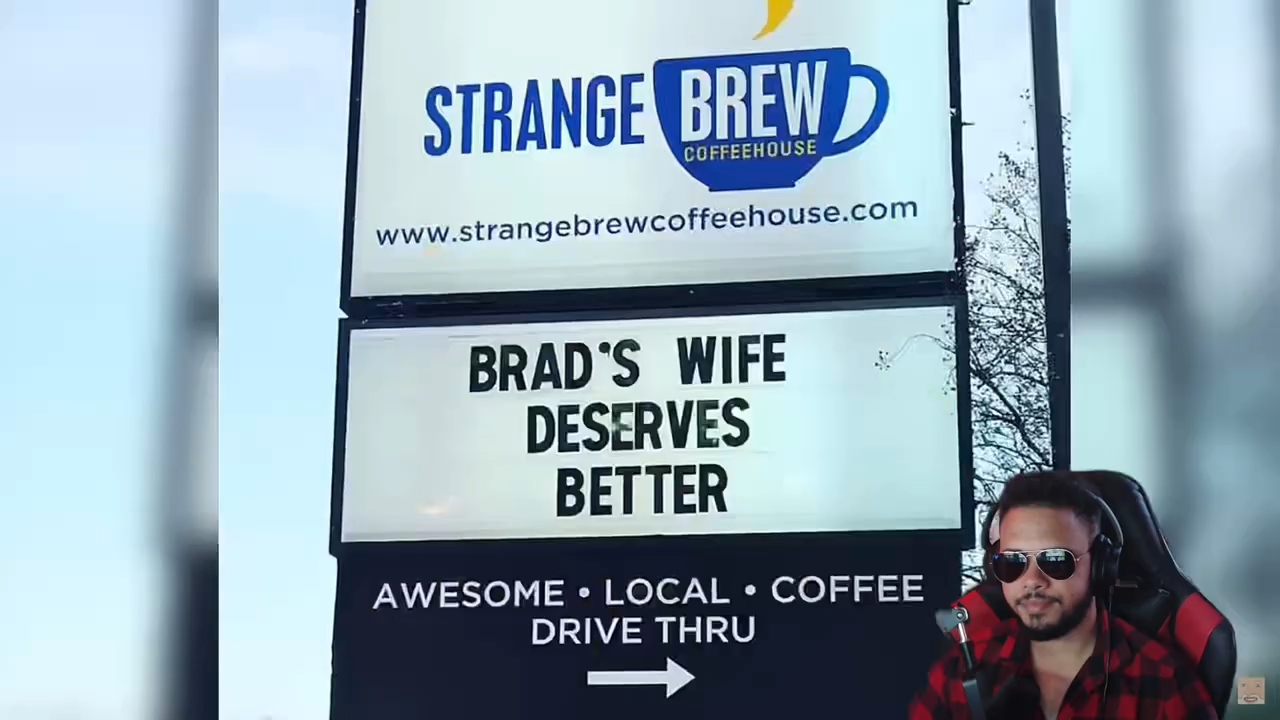 STRANGE BREW
COFFEEHOUSE
www.strangebrewcoffeehouse.com
BRAD'S WIFE
DESERVES
BETTER
AWESOME • LOCAL • COFFEE
DRIVE THRU